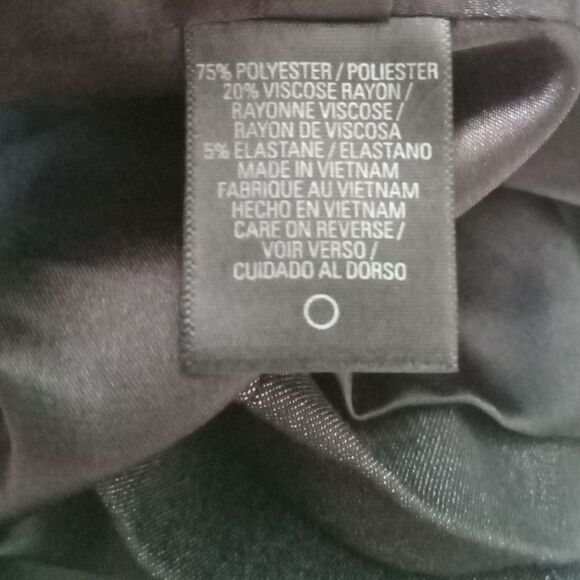 75% POLYESTER / POLIESTER
20% VISCOSE RAYON /
RAYONNE VISCOSE /
RAYON DE VISCOSA
5% ELASTANE / ELASTANO
MADE IN VIETNAM
FABRIQUE AU VIETNAM
HECHO EN VIETNAM
CARE ON REVERSE /
VOIR VERSO /
CUIDADO AL DORSO